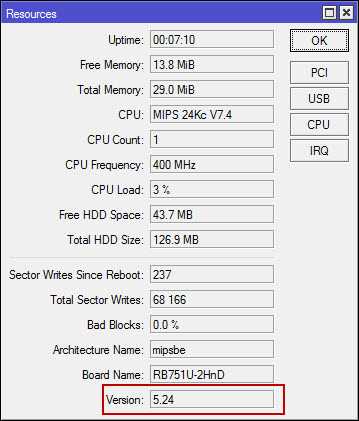 Resources
Uptime: 00:07:10 OK
Free Memory: 13.8 MiB PCI
Total Memory: 29.0 MiB USB
CPU: MIPS 24Kc V7.4 CPU
CPU Count: 1 IRQ
CPU Frequency: 400 MHz
CPU Load: 3 %
Free HDD Space: 43.7 MB
Total HDD Size: 126.9 MB
Sector Writes Since Reboot: 237
Total Sector Writes: 68 166
Bad Blocks: 0.0 %
Architecture Name: mipsbe
Board Name: RB751U-2HnD
Version: 5.24